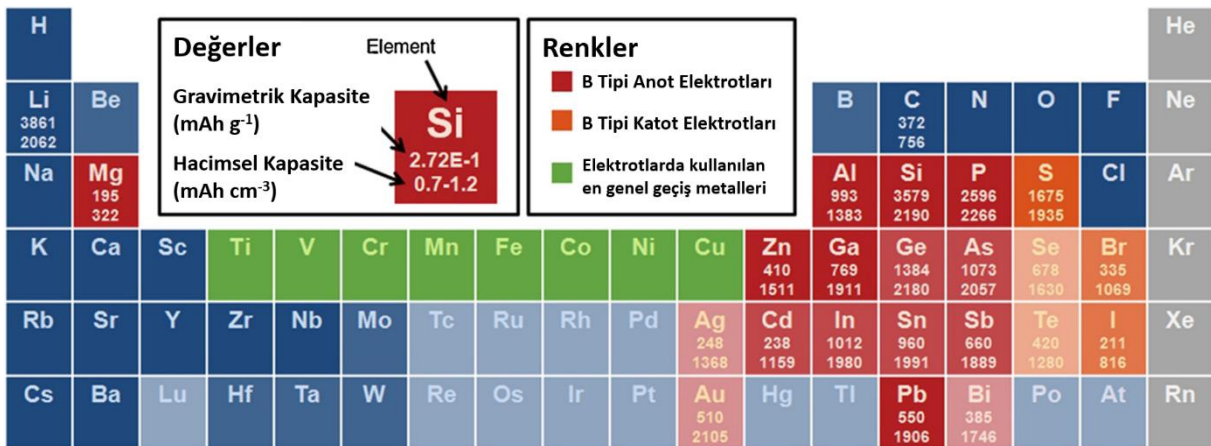 H
He
Değerler
Element
Gravimetrik Kapasite
(mAh g-1)
Hacimsel Kapasite
(mAh cm-3)
Si
2.72E-1
0.7-1.2
Renkler
B Tipi Anot Elektrotları
B Tipi Katot Elektrotları
Elektrotlarda kullanılan
en genel geçiş metalleri
Li Be B C N O F Ne
3861 372
2062 756
Na Mg Al Si P S Cl Ar
195 993 3579 2596 1675
322 1383 2190 2266 1935
K Ca Sc Ti V Cr Mn Fe Co Ni Cu Zn Ga Ge As Se Br Kr
410 769 1384 1073 678 335
1511 1911 2180 2057 1630 1069
Rb Sr Y Zr Nb Mo Tc Ru Rh Pd Ag Cd In Sn Sb Te I Xe
248 238 1012 960 660 420 211
1368 1159 1980 1991 1889 1280 816
Cs Ba Lu Hf Ta W Re Os Ir Pt Au Hg Tl Pb Bi Po At Rn
510 550 385
2105 1906 1746